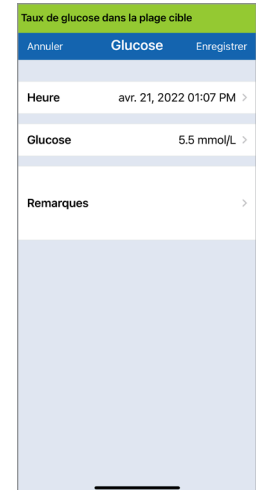 Taux de glucose dans la plage cible
Annuler Glucose Enregistrer
Heure avr. 21, 2022 01:07 PM
Glucose 5.5 mmol/L
Remarques